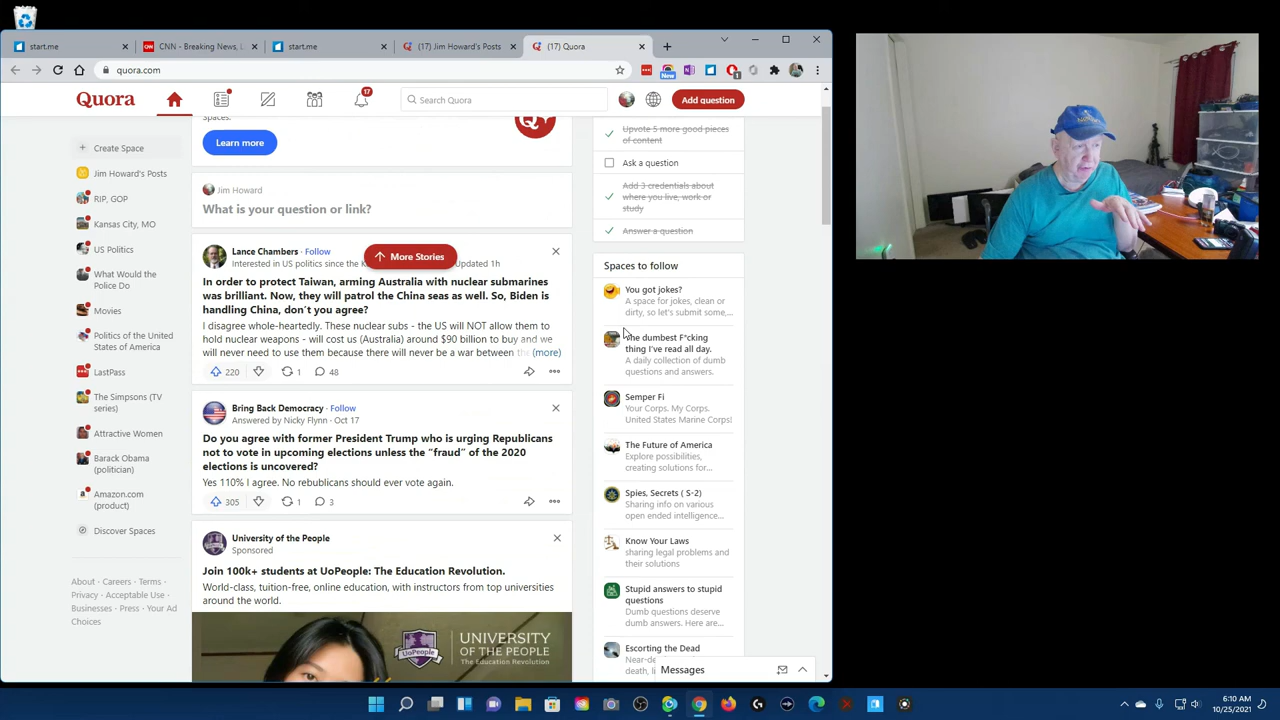 start.me
CNN - Breaking News, L
start.me
(17) Jim Howard's Posts
(17) Quora
quora.com
New
1
Quora
17
Search Quora
Add question
Spaces.
Learn more
Create Space
Jim Howard's Posts
RIP, GOP
Kansas City, MO
US Politics
What Would the
Police Do
Movies
Politics of the United
States of America
LastPass
The Simpsons (TV
series)
Attractive Women
Barack Obama
(politician)
Amazon.com
(product)
Discover Spaces
About · Careers · Terms ·
Privacy · Acceptable Use ·
Businesses · Press · Your Ad
Choices
Jim Howard
What is your question or link?
More Stories
Lance Chambers · Follow
Interested in US politics since the Updated 1h
In order to protect Taiwan, arming Australia with nuclear submarines
was brilliant. Now, they will patrol the China seas as well. So, Biden is
handling China, don't you agree?
I disagree whole-heartedly. These nuclear subs - the US will NOT allow them to
hold nuclear weapons - will cost us (Australia) around $90 billion to buy and we
will never need to use them because there will never be a war between the (more)
220 1 48
Bring Back Democracy · Follow
Answered by Nicky Flynn · Oct 17
Do you agree with former President Trump who is urging Republicans
not to vote in upcoming elections unless the “fraud” of the 2020
elections is uncovered?
Yes 110% I agree. No rebublicans should ever vote again.
305 1 3
University of the People
Sponsored
Join 100k+ students at UoPeople: The Education Revolution.
World-class, tuition-free, online education, with instructors from top universities
around the world.
UoPeople
UNIVERSITY
OF THE PEOPLE
The Education Revolution
Upvote 5 more good pieces
of content
Ask a question
Add 3 credentials about
where you live, work or
study
Answer a question
Spaces to follow
You got jokes?
A space for jokes, clean or
dirty, so let's submit some,...
The dumbest F*cking
thing I've read all day.
A daily collection of dumb
questions and answers.
Semper Fi
Your Corps. My Corps.
United States Marine Corps!
The Future of America
Explore possibilities,
creating solutions for...
Spies, Secrets ( S-2)
Sharing info on various
open ended intelligence...
Know Your Laws
sharing legal problems and
their solutions
Stupid answers to stupid
questions
Dumb questions deserve
dumb answers. Here are...
Escorting the Dead
Messages
6:10 AM
10/25/2021